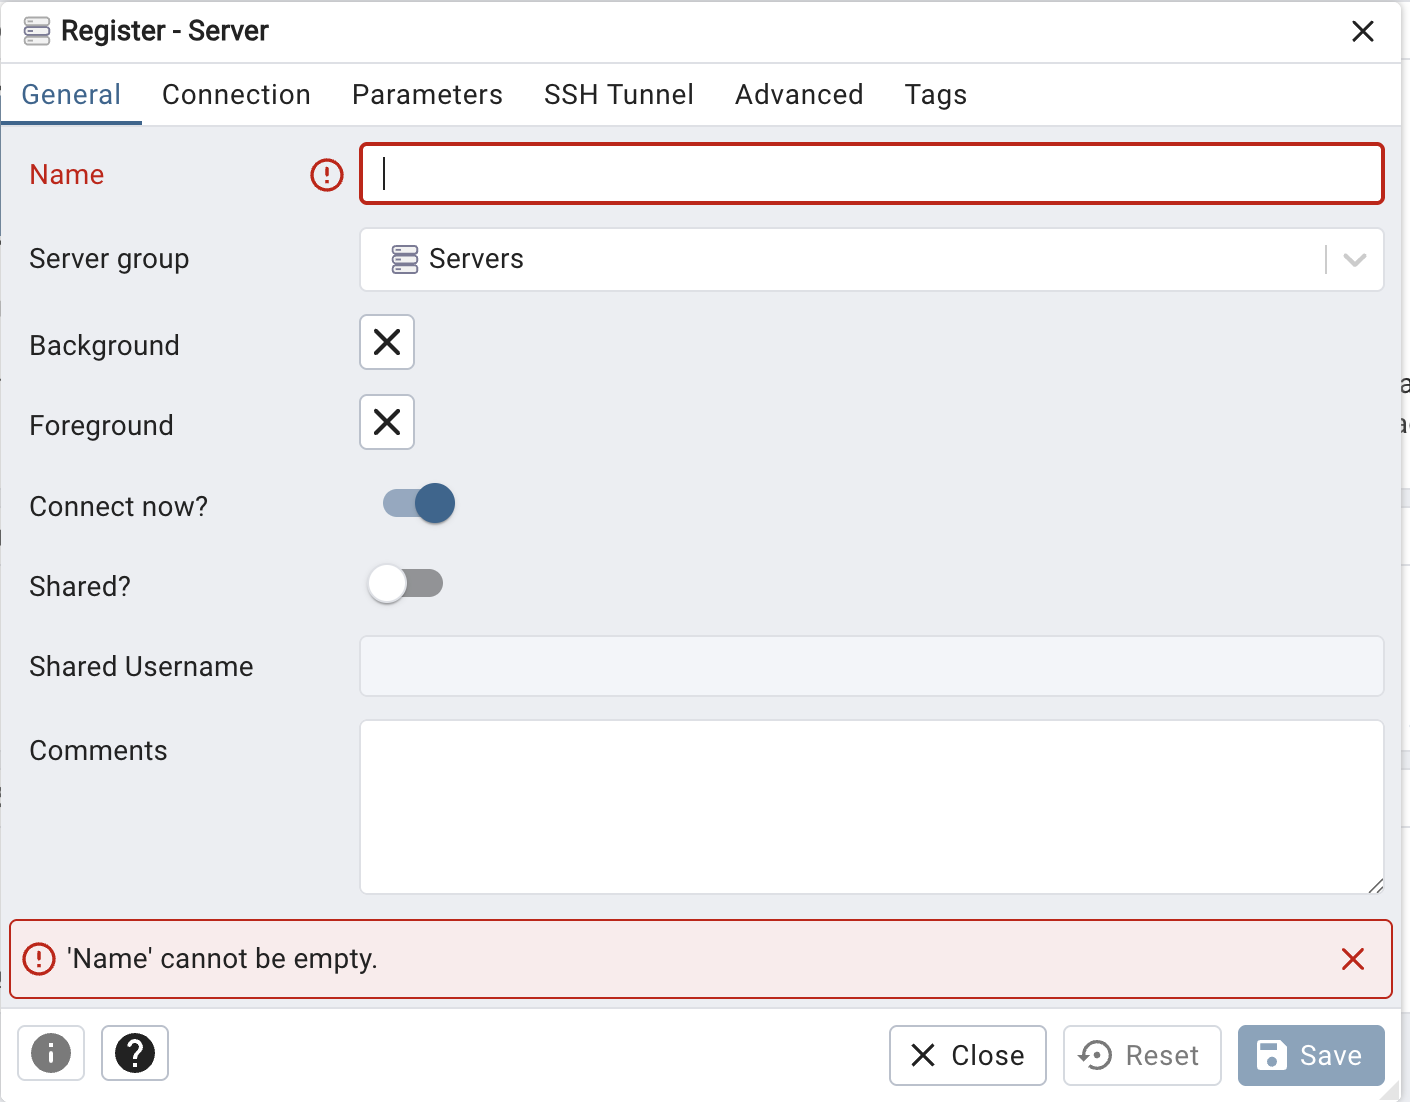 Register - Server
General Connection Parameters SSH Tunnel Advanced Tags
Name
Server group Servers
Background
Foreground
Connect now?
Shared?
Shared Username
Comments
'Name' cannot be empty.
Close Reset Save